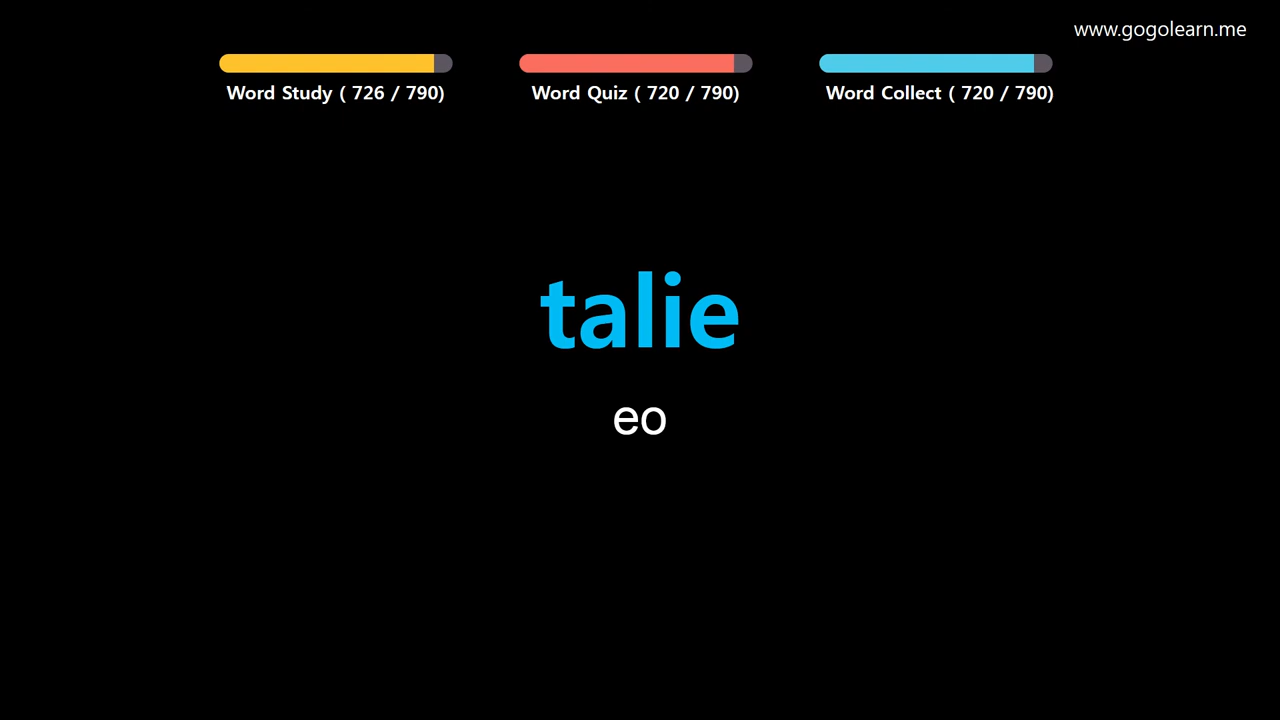 www.gogolearn.me
Word Study ( 726 / 790)
Word Quiz ( 720 / 790)
Word Collect ( 720 / 790)
talie
eo